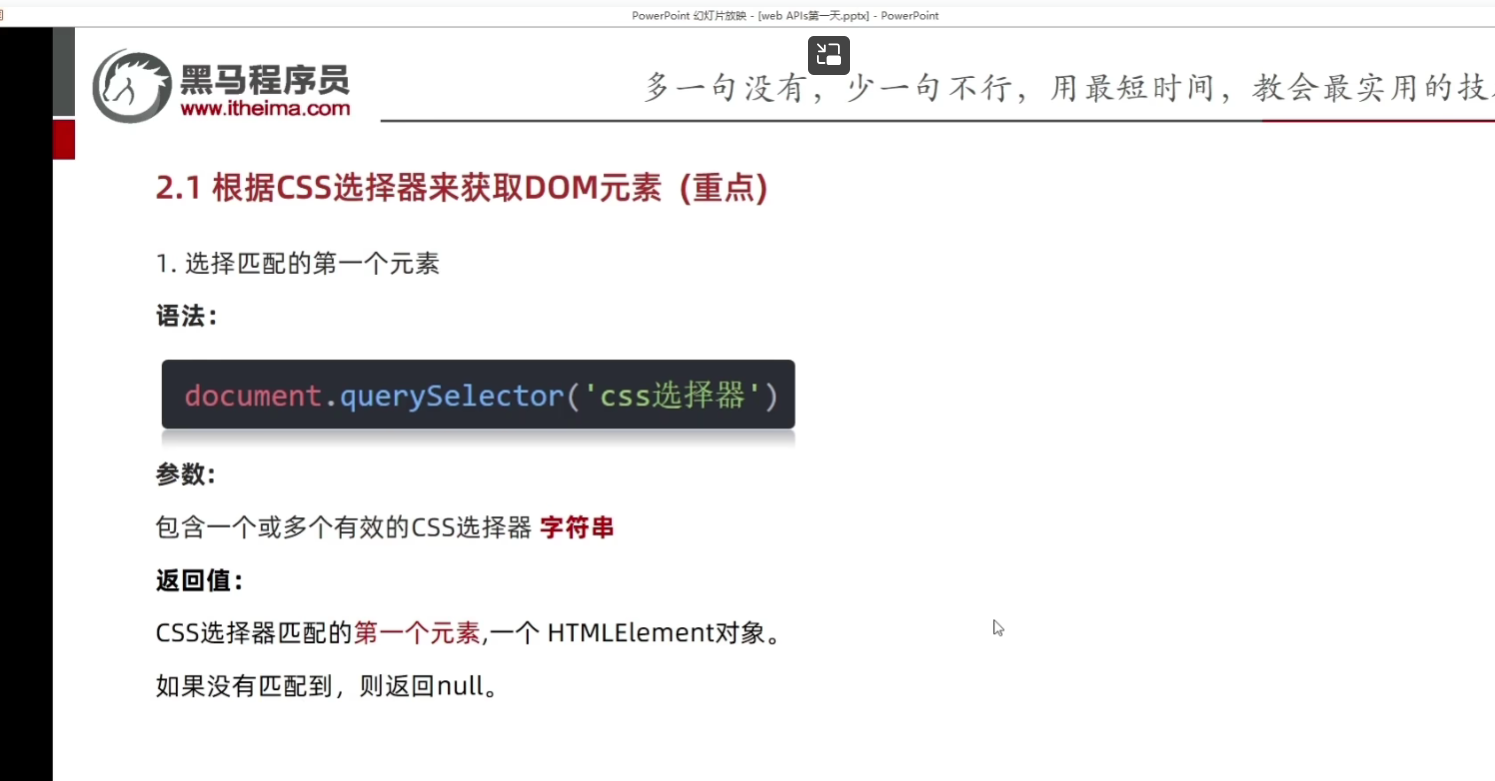 PowerPoint 幻灯片放映 - [web APIs第一天.pptx] - PowerPoint
黑马程序员
www.itheima.com
多一句没有，少一句不行，用最短时间，教会最实用的技
2.1 根据CSS选择器来获取DOM元素（重点）
1. 选择匹配的第一个元素
语法：
document.querySelector('css选择器')
参数：
包含一个或多个有效的CSS选择器 字符串
返回值：
CSS选择器匹配的第一个元素,一个 HTMLElement对象。
如果没有匹配到，则返回null。